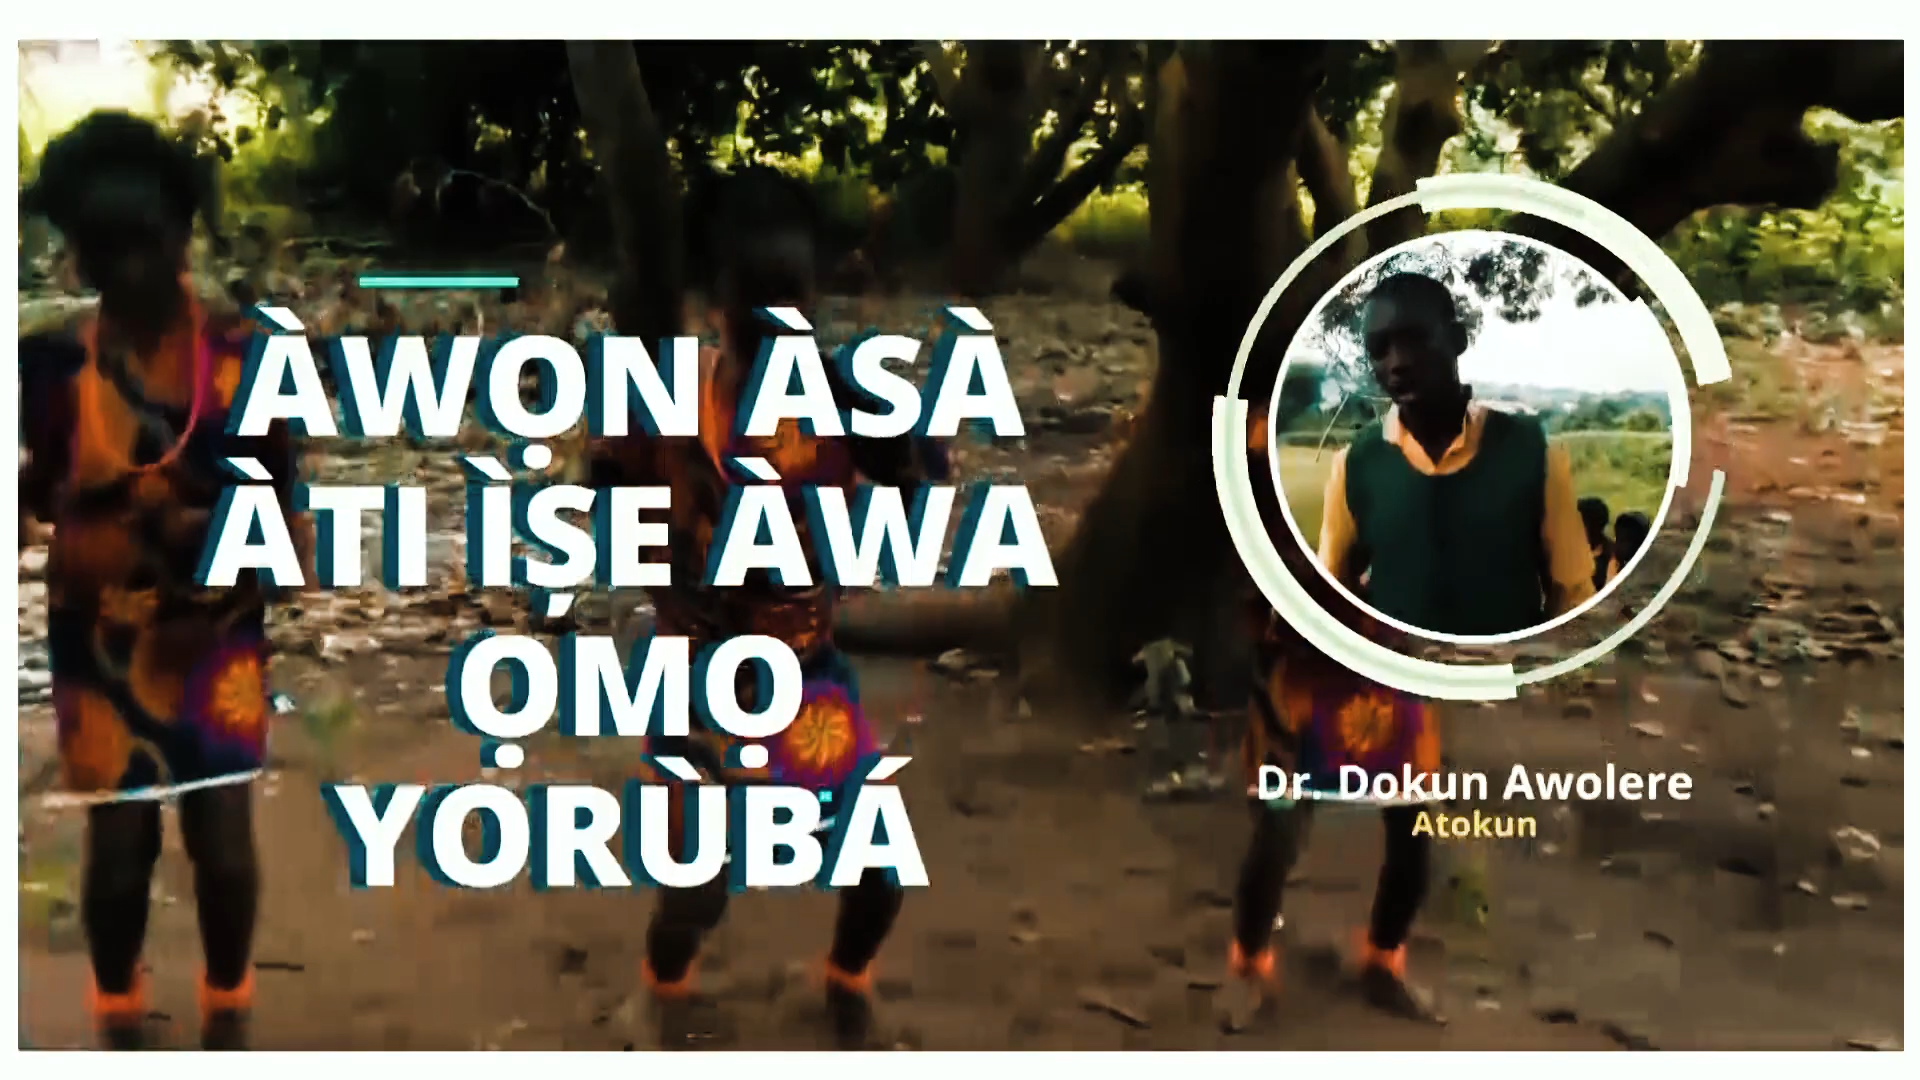 ÀWỌN ÀSÀ
ÀTI ÌṢE ÀWA
ỌMỌ
YORÙBÁ
Dr. Dokun Awolere
Atokun